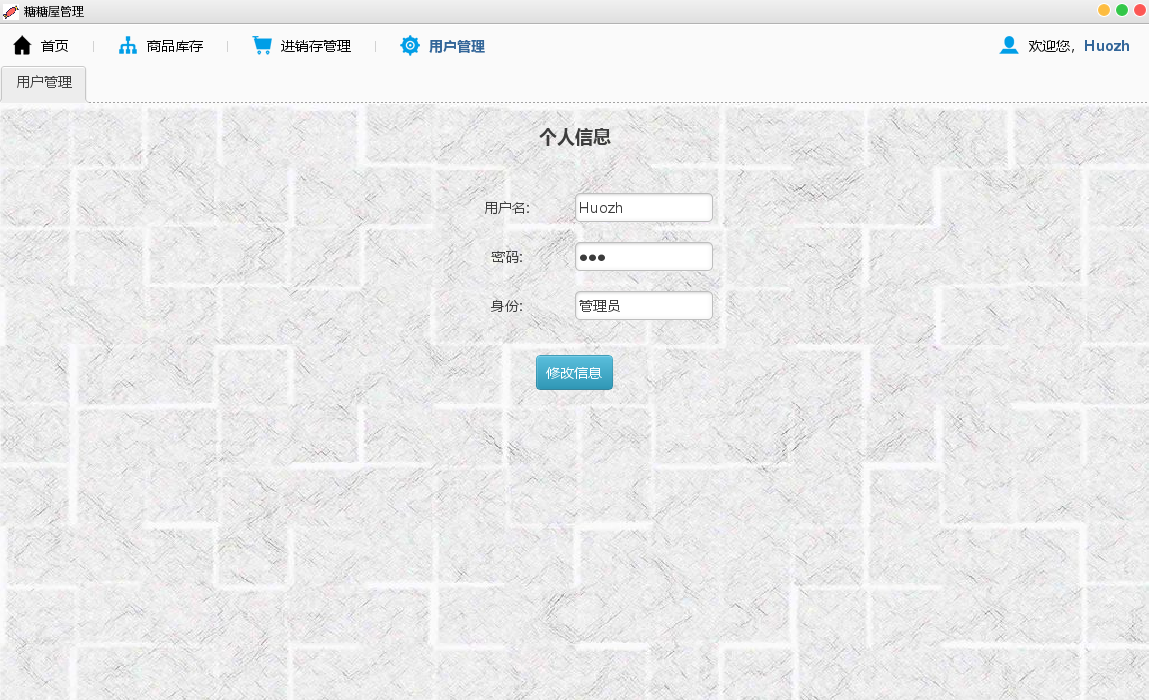 糖糖屋管理
首页 商品库存 进销存管理 用户管理 欢迎您，Huozh
用户管理
个人信息
用户名: Huozh
密码: ●●●
身份: 管理员
修改信息